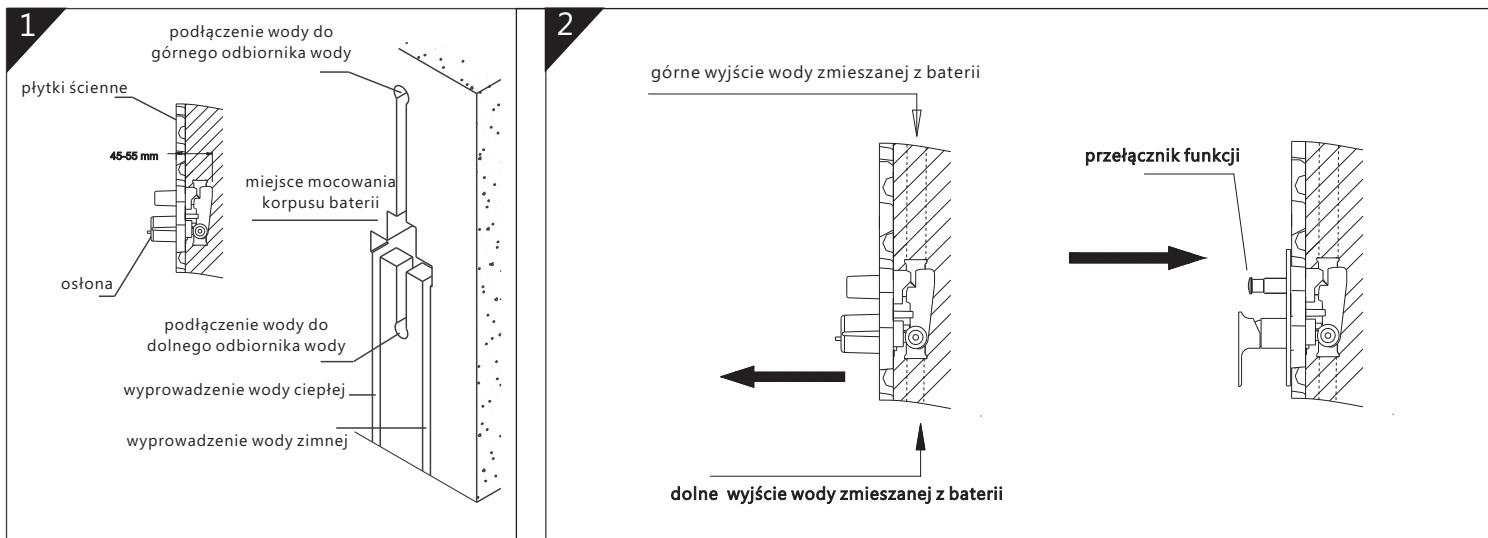 1
podłączenie wody do
górnego odbiornika wody
płytki ścienne
45-55 mm
miejsce mocowania
korpusu baterii
osłona
podłączenie wody do
dolnego odbiornika wody
wyprowadzenie wody ciepłej
wyprowadzenie wody zimnej
2
górne wyjście wody zmieszanej z baterii
przełącznik funkcji
dolne wyjście wody zmieszanej z baterii